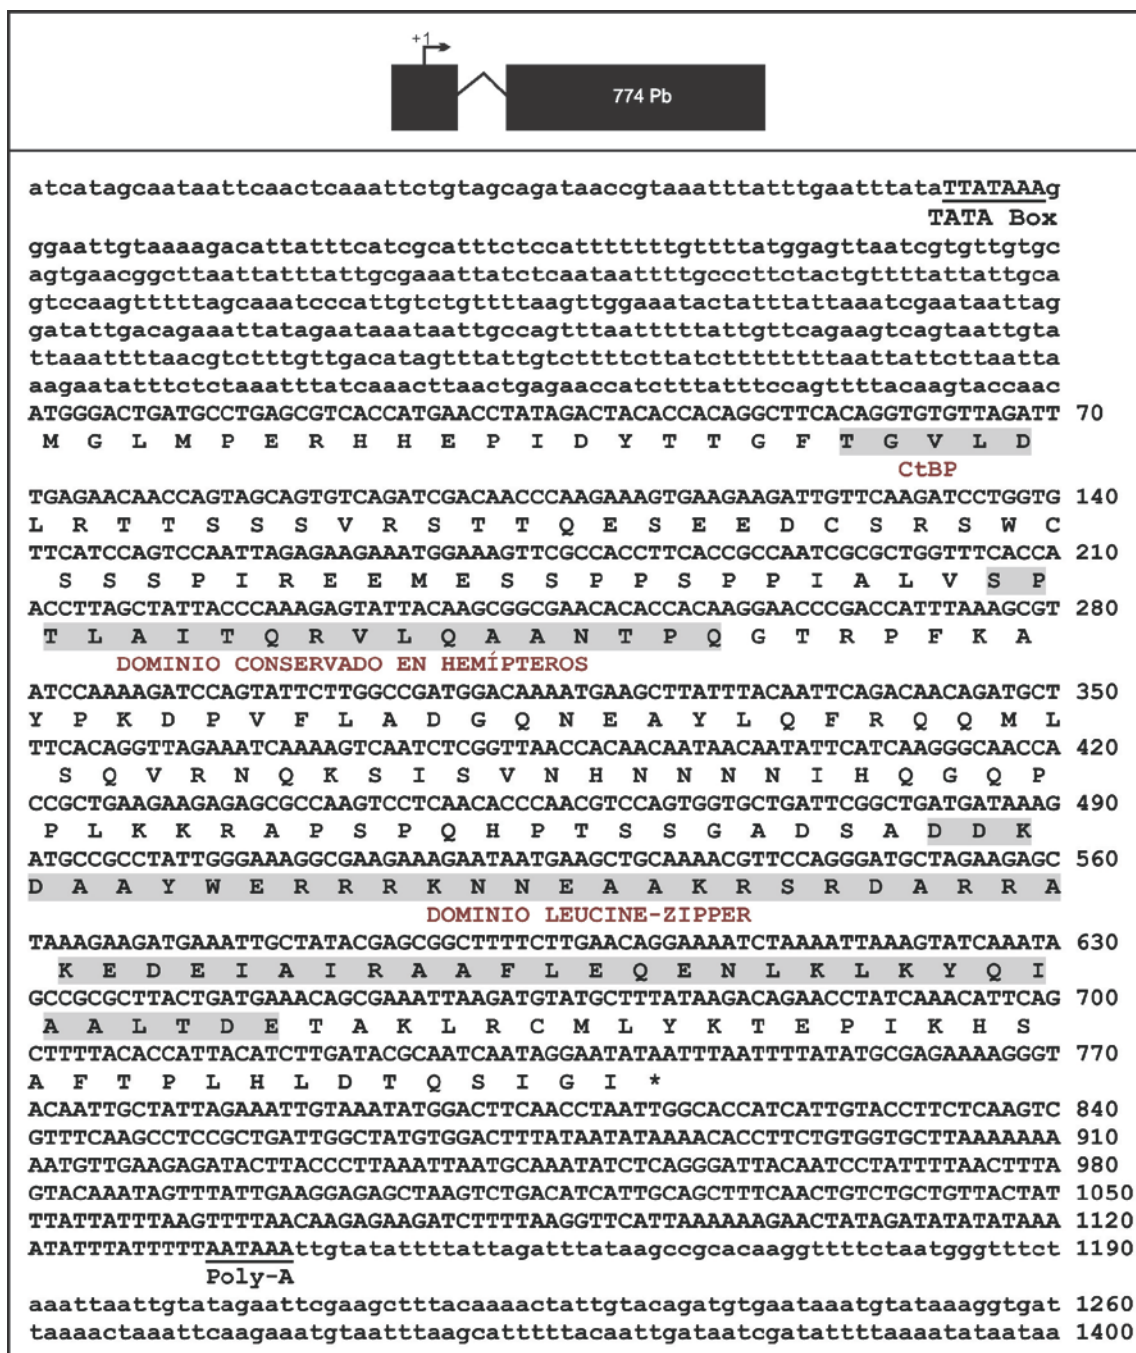 +1
774 Pb
atcatagcaataattcaactcaaattctgtagcagataaccgtaaatttatttgaatttataTTATAAAg
TATA Box
ggaattgtaaaagacattatttcatcgcatttctccatttttttgttttatggagttaatcgtgttgtgc
agtgaacggcttaattatttattgcgaaattatctcaataattttgcccttctactgttttattattgca
gtccaagtttttagcaaatcccattgtctgttttaagttggaaatactatttattaaatcgaataattag
gatattgacagaaattatagaataaataattgccagtttaatttttattgttcagaagtcagtaattgta
ttaaattttaacgtctttgttgacatagtttattgtcttttcttatctttttttttaattattcttaatta
aagaatatttctctaaatttatcaaacttaactgagaaccatctttatttccagttttacaagtaccaac
ATGGGACTGATGCCTGAGCGTCACCATGAACCTATAGACTACACCACAGGCTTCACAGGTGTGTTAGATT 70
M G L M P E R H H E P I D Y T T G F T G V L D
CtBP
TGAGAACAACCAGTAGCAGTGTCAGATCGACAACCCAAGAAAGTGAAGAAGATTGTTCAAGATCCTGGTG 140
L R T T S S S V R S T T Q E S E E D C S R S W C
TTCATCCAGTCCAATTAGAGAAGAAATGGAAAGTTCGCCACCTTCACCGCCAATCGCGCTGGTTTCACCA 210
S S S P I R E E M E S S P P S P P I A L V S P
ACCTTAGCTATTACCCAAAGAGTATTACAAGCGGCGAACACACCACAAGGAACCCGACCATTTAAAGCGT 280
T L A I T Q R V L Q A A N T P Q G T R P F K A
DOMINIO CONSERVADO EN HEMÍPTEROS
ATCCAAAAGATCCAGTATTCTTGGCCGATGGACAAAATGAAGCTTATTTACAATTCAGACAACAGATGCT 350
Y P K D P V F L A D G Q N E A Y L Q F R Q Q M L
TTCACAGGTTAGAAATCAAAAGTCAATCTCGGTTAACCACAACAATAACAATATTCATCAAGGGCAACCA 420
S Q V R N Q K S I S V N H N N N N I H Q G Q P
CCGCTGAAGAAGAGAGCGCCAAGTCCTCAACACCCAACGTCCAGTGGTGCTGATTCGGCTGATGATAAAG 490
P L K K R A P S P Q H P T S S G A D S A D D K
ATGCCGCCTATTGGGAAAGGCGAAGAAAGAATAATGAAGCTGCAAAACGTTCCAGGGATGCTAGAAGAGC 560
D A A Y W E R R R K N N E A A K R S R D A R R A
DOMINIO LEUCINE-ZIPPER
TAAAGAAGATGAAATTGCTATACGAGCGGCTTTTCTTGAACAGGAAAATCTAAAATTAAAGTATCAAATA 630
K E D E I A I R A A F L E Q E N L K L K Y Q I
GCCGCGCTTACTGATGAAACAGCGAAATTAAGATGTATGCTTTATAAGACAGAACCTATCAAACATTCAG 700
A A L T D E T A K L R C M L Y K T E P I K H S
CTTTTACACCATTACATCTTGATACGCAATCAATAGGAATATAATTTAATTTTATATGCGAGAAAAGGGT 770
A F T P L H L D T Q S I G I *
ACAATTGCTATTAGAAATTGTAAATATGGACTTCAACCTAATTGGCACCATCATTGTACCTTCTCAAGTC 840
GTTTCAAGCCTCCGCTGATTGGCTATGTGGACTTTATAATATAAAACACCTTCTGTGGTGCTTAAAAAAA 910
AATGTTGAAGAGATACTTACCCTTAAATTAATGCAAATATCTCAGGGATTACAATCCTATTTTAACTTTA 980
GTACAAATAGTTTATTGAAGGAGAGCTAAGTCTGACATCATTGCAGCTTTCAACTGTCTGCTGTTACTAT 1050
TTATTATTTAAGTTTTAACAAGAGAAGATCTTTTAAGGTTCATTAAAAAAGAACTATAGATATATATAAA 1120
ATATTTATTTTTAATAAAttgtatattttattagatttataagccgcacaaggttttctaatgggtttct 1190
Poly-A
aaattaattgtatagaattcgaagctttacaaaactattgtacagatgtgaataaatgtataaaggtgat 1260
taaaactaaattcaagaaatgtaatttaagcatttttacaattgataatcgatattttaaaatataataa 1400